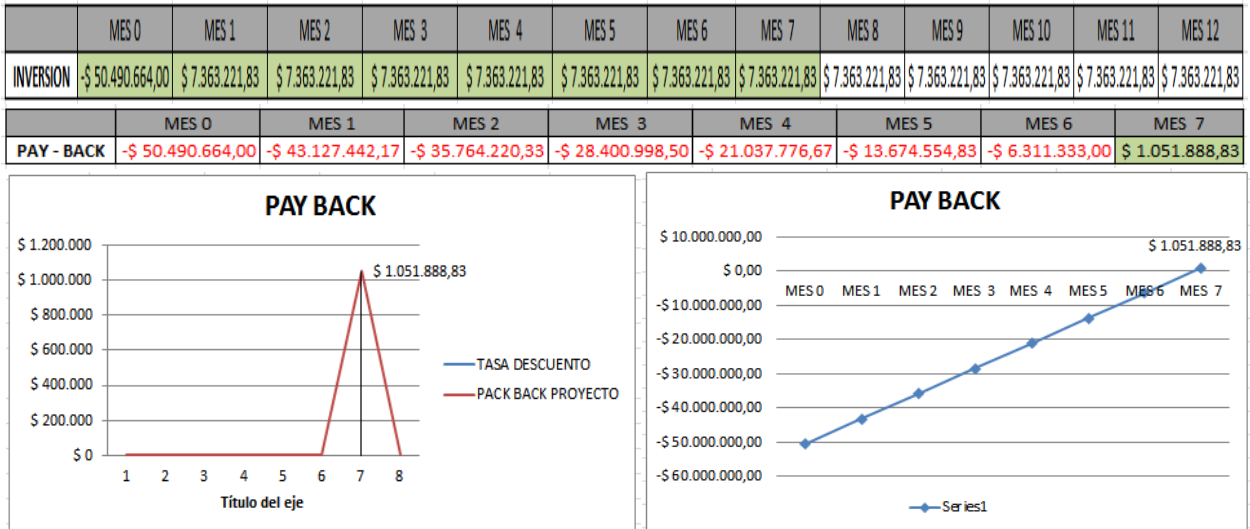 MES 0 MES 1 MES 2 MES 3 MES 4 MES 5 MES 6 MES 7 MES 8 MES 9 MES 10 MES 11 MES 12
INVERSION -$ 50.490.664,00 $ 7.363.221,83 $ 7.363.221,83 $ 7.363.221,83 $ 7.363.221,83 $ 7.363.221,83 $ 7.363.221,83 $ 7.363.221,83 $ 7.363.221,83 $ 7.363.221,83 $ 7.363.221,83 $ 7.363.221,83 $ 7.363.221,83
MES 0 MES 1 MES 2 MES 3 MES 4 MES 5 MES 6 MES 7
PAY - BACK -$ 50.490.664,00 -$ 43.127.442,17 -$ 35.764.220,33 -$ 28.400.998,50 -$ 21.037.776,67 -$ 13.674.554,83 -$ 6.311.333,00 $ 1.051.888,83
PAY BACK
$ 1.200.000
$ 1.000.000
$ 800.000
$ 600.000
$ 400.000
$ 200.000
$ 0
$ 1.051.888,83
1 2 3 4 5 6 7 8
Título del eje
TASA DESCUENTO
PACK BACK PROYECTO
PAY BACK
$ 10.000.000,00
$ 0,00
-$ 10.000.000,00
-$ 20.000.000,00
-$ 30.000.000,00
-$ 40.000.000,00
-$ 50.000.000,00
-$ 60.000.000,00
$ 1.051.888,83
MES 0 MES 1 MES 2 MES 3 MES 4 MES 5 MES 6 MES 7
Series1